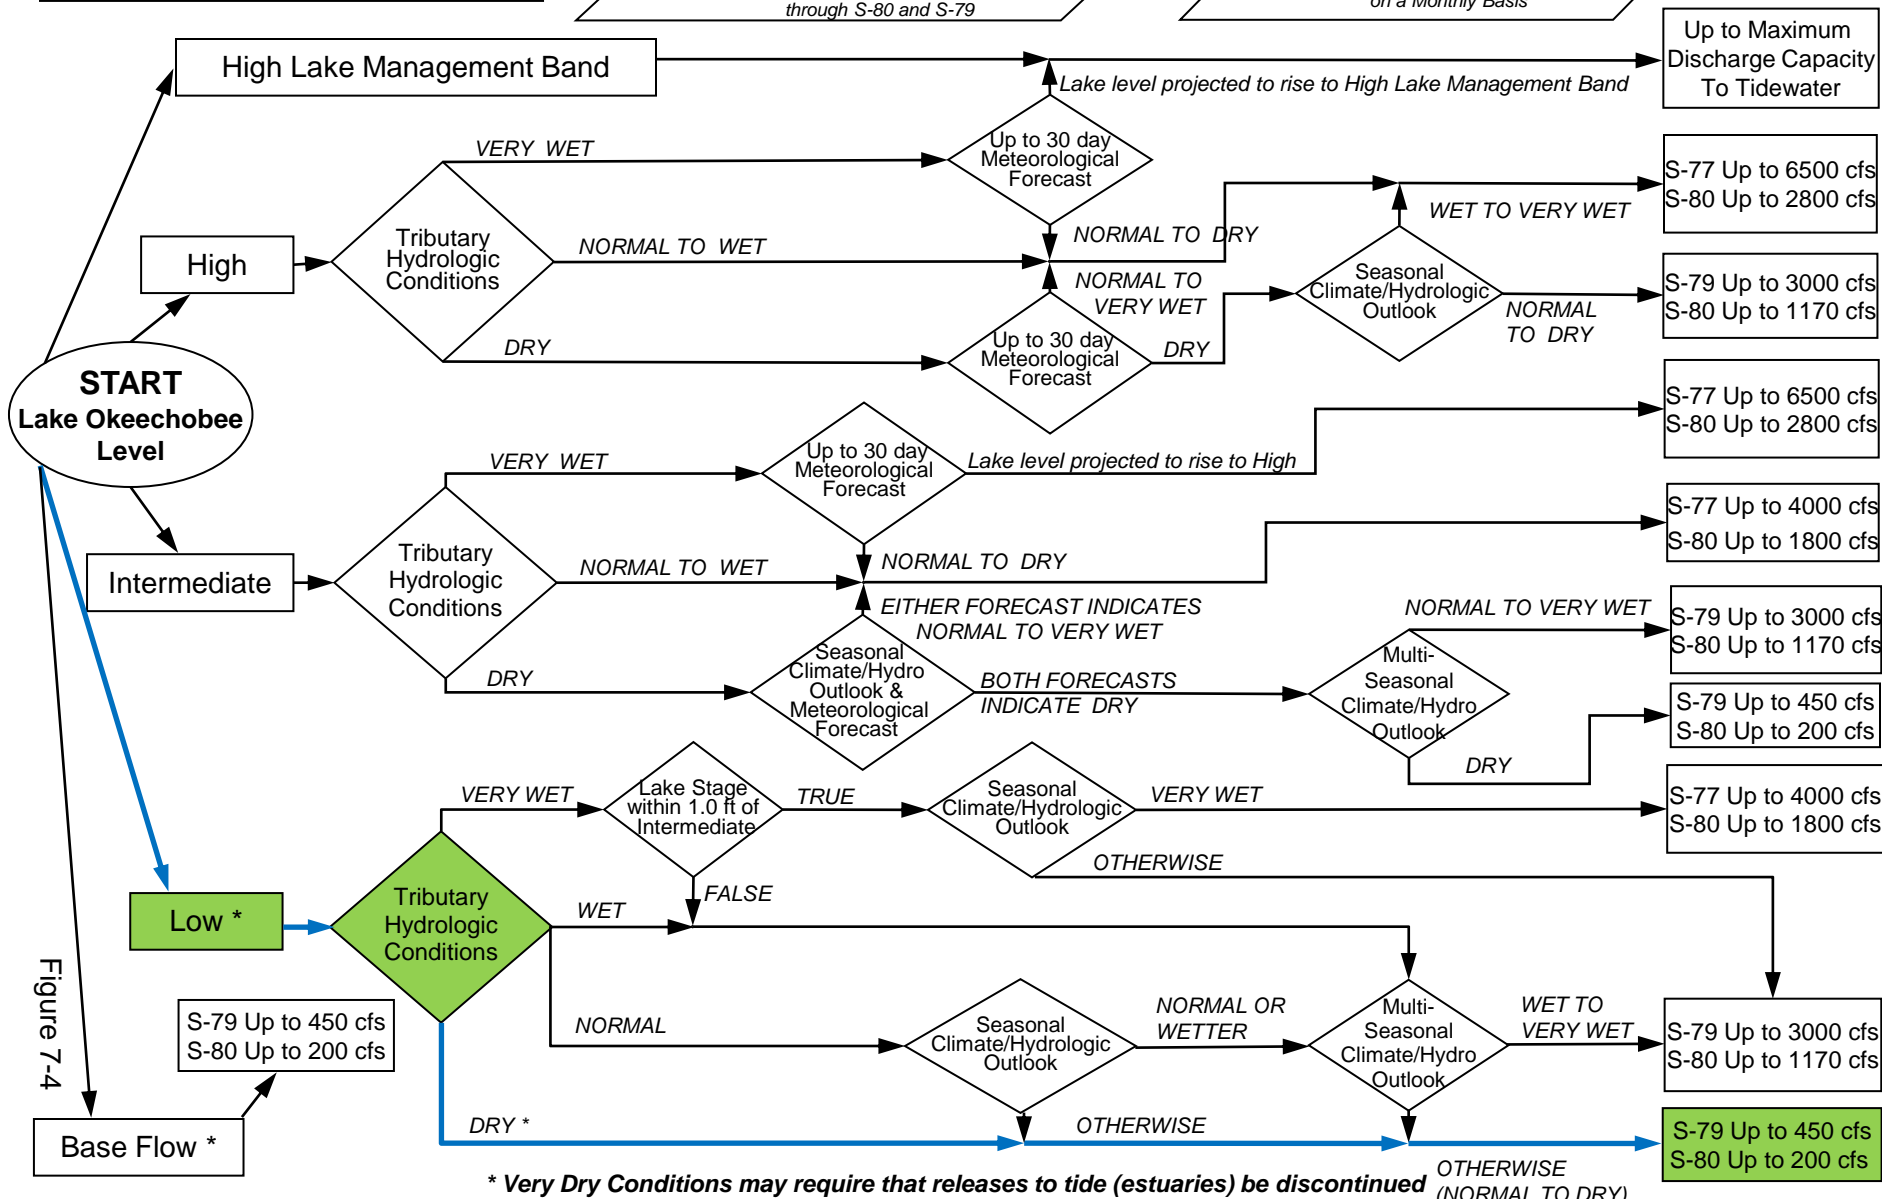 through S-80 and S-79
on a Monthly Basis
High Lake Management Band
Up to Maximum
Discharge Capacity
To Tidewater
Lake level projected to rise to High Lake Management Band
VERY WET
Up to 30 day
Meteorological
Forecast
S-77 Up to 6500 cfs
S-80 Up to 2800 cfs
WET TO VERY WET
High
Tributary
Hydrologic
Conditions
NORMAL TO WET
NORMAL TO DRY
NORMAL TO
VERY WET
Seasonal
Climate/Hydrologic
Outlook
NORMAL
TO DRY
S-79 Up to 3000 cfs
S-80 Up to 1170 cfs
DRY
Up to 30 day
Meteorological
Forecast
DRY
START
Lake Okeechobee
Level
S-77 Up to 6500 cfs
S-80 Up to 2800 cfs
VERY WET
Up to 30 day
Meteorological
Forecast
Lake level projected to rise to High
S-77 Up to 4000 cfs
S-80 Up to 1800 cfs
Intermediate
Tributary
Hydrologic
Conditions
NORMAL TO WET
NORMAL TO DRY
EITHER FORECAST INDICATES
NORMAL TO VERY WET
NORMAL TO VERY WET
S-79 Up to 3000 cfs
S-80 Up to 1170 cfs
DRY
Seasonal
Climate/Hydro
Outlook &
Meteorological
Forecast
BOTH FORECASTS
INDICATE DRY
Multi-
Seasonal
Climate/Hydro
Outlook
S-79 Up to 450 cfs
S-80 Up to 200 cfs
DRY
VERY WET
Lake Stage
within 1.0 ft of
Intermediate
TRUE
Seasonal
Climate/Hydrologic
Outlook
VERY WET
S-77 Up to 4000 cfs
S-80 Up to 1800 cfs
OTHERWISE
FALSE
Low *
Tributary
Hydrologic
Conditions
WET
NORMAL
Seasonal
Climate/Hydrologic
Outlook
NORMAL OR
WETTER
Multi-
Seasonal
Climate/Hydro
Outlook
WET TO
VERY WET
S-79 Up to 3000 cfs
S-80 Up to 1170 cfs
Figure 7-4
S-79 Up to 450 cfs
S-80 Up to 200 cfs
Base Flow *
DRY *
OTHERWISE
S-79 Up to 450 cfs
S-80 Up to 200 cfs
* Very Dry Conditions may require that releases to tide (estuaries) be discontinued
OTHERWISE
(NORMAL TO DRY)